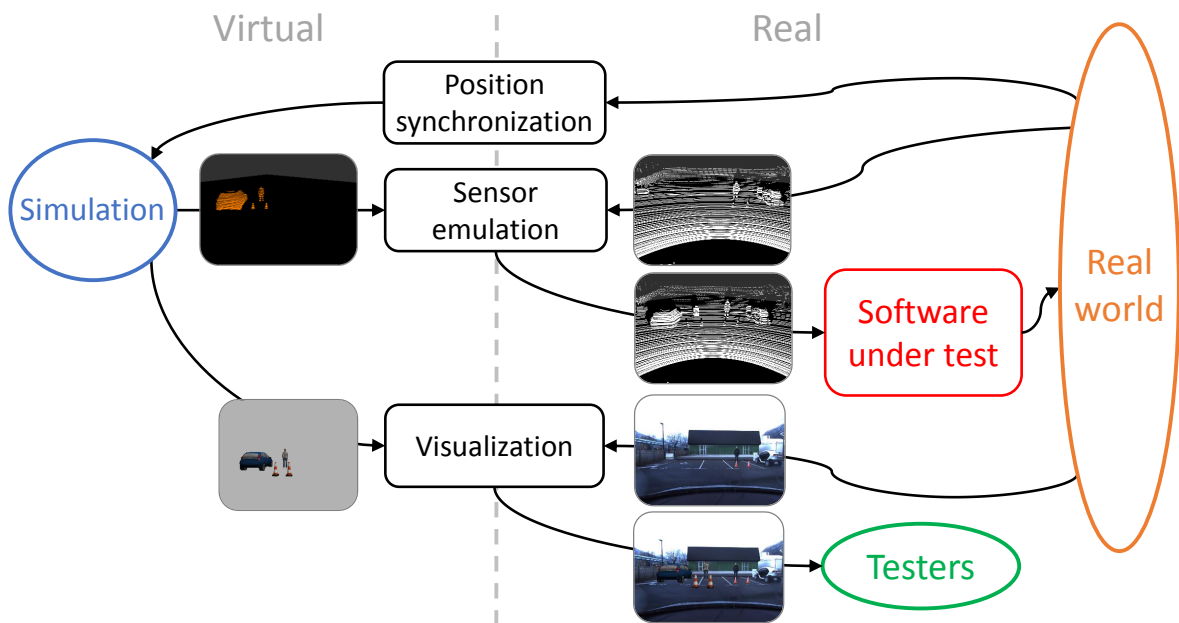 Virtual
Real
Position
synchronization
Simulation
Sensor
emulation
Real
world
Software
under test
Visualization
Testers